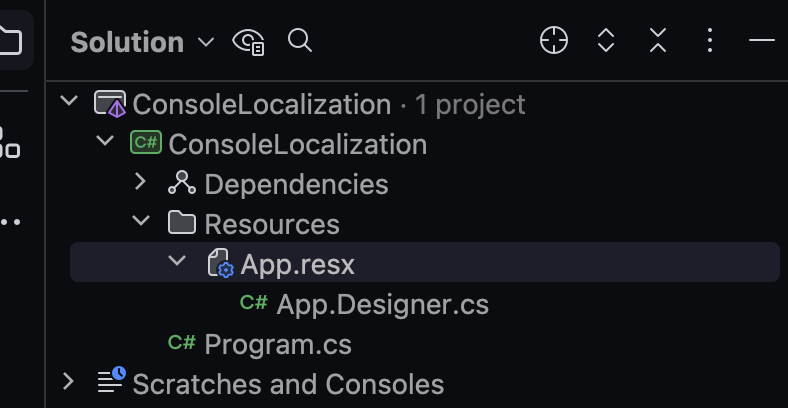 Solution
ConsoleLocalization · 1 project
C# ConsoleLocalization
Dependencies
Resources
App.resx
C# App.Designer.cs
C# Program.cs
Scratches and Consoles